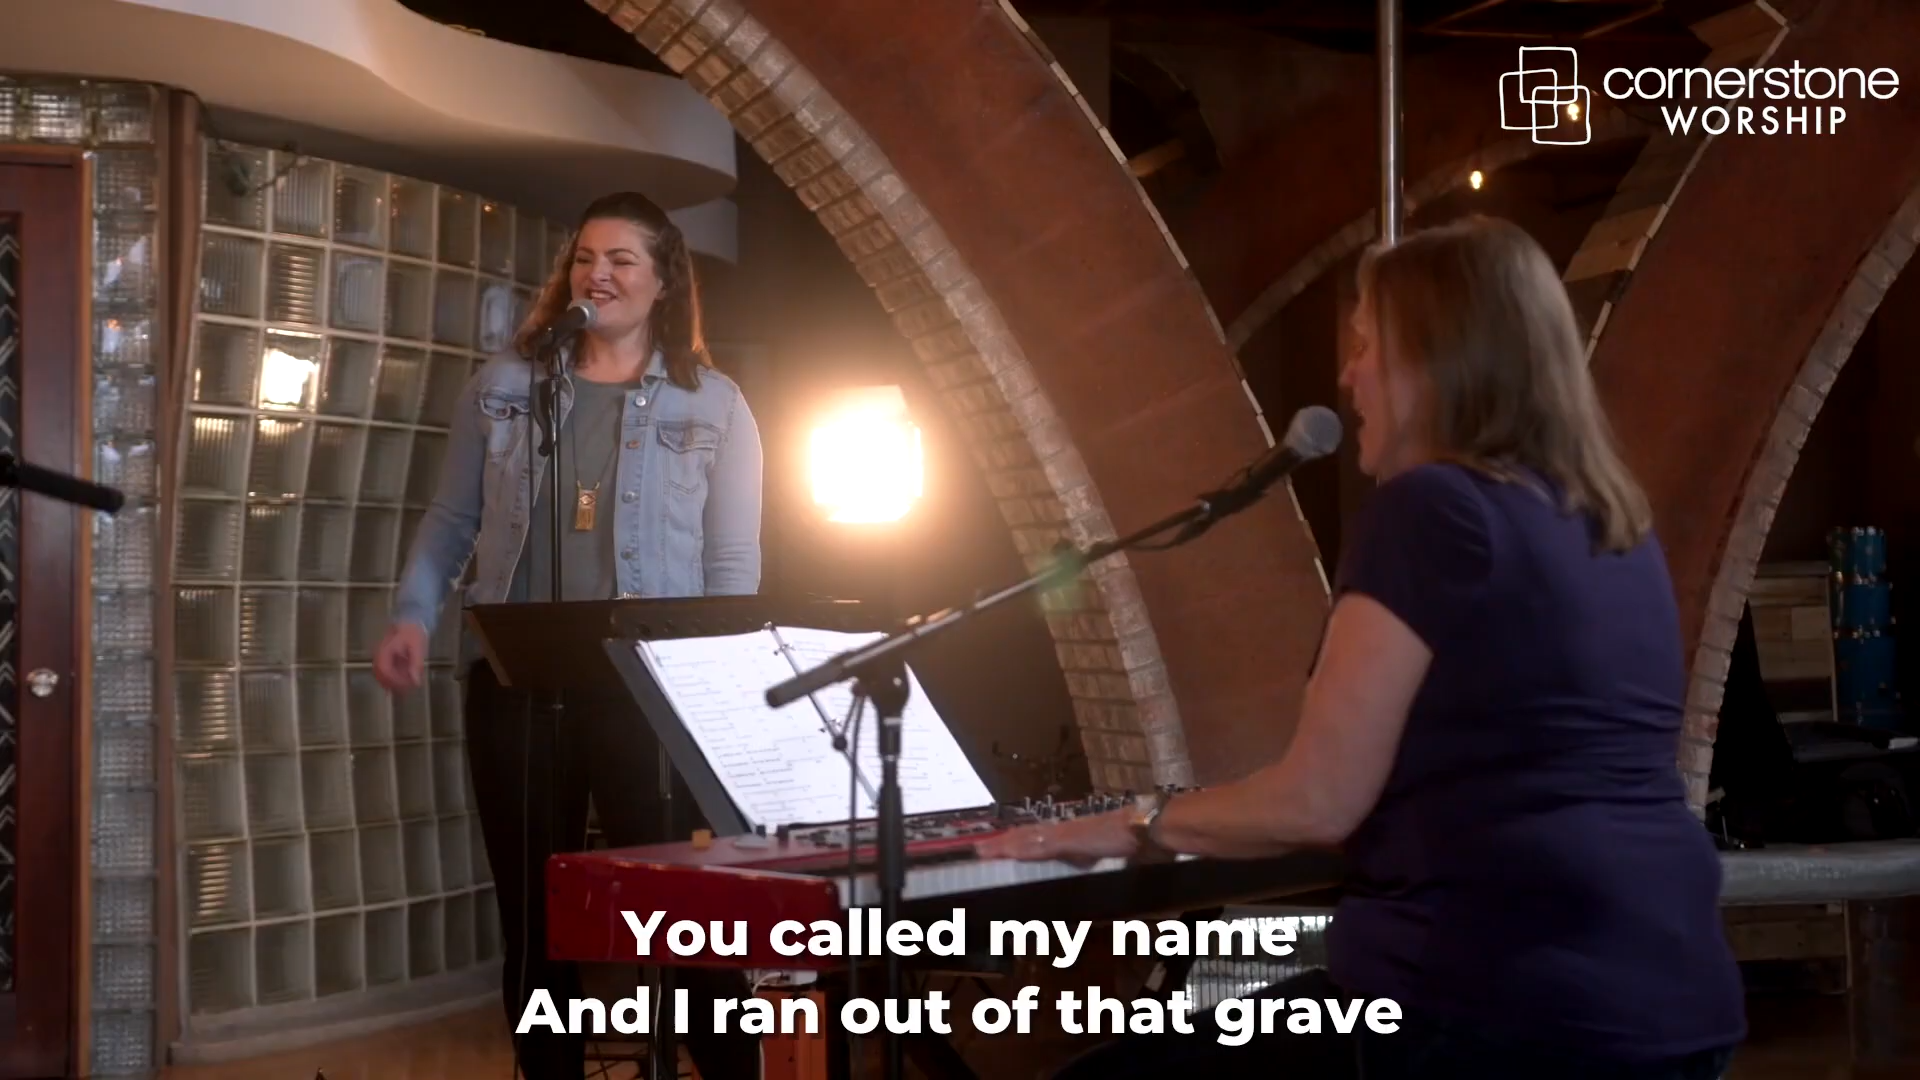 cornerstone
WORSHIP
You called my name
And I ran out of that grave